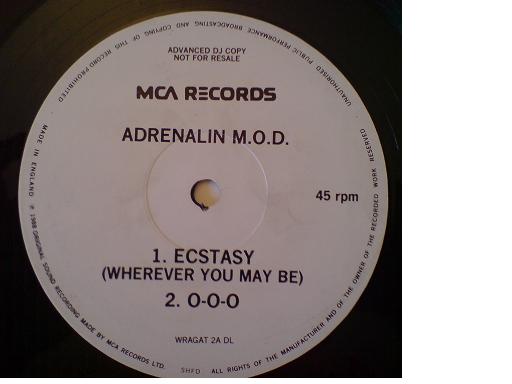 ADVANCED DJ COPY
NOT FOR RESALE
MCA RECORDS
ADRENALIN M.O.D.
45 rpm
1. ECSTASY
(WHEREVER YOU MAY BE)
2. O-O-O
WRAGAT 2A DL
SHFD
MADE IN ENGLAND ℗ 1988 ORIGINAL SOUND RECORDING MADE BY MCA RECORDS LTD.
ALL RIGHTS OF THE MANUFACTURER AND OF THE OWNER OF THE RECORDED WORK RESERVED
UNAUTHORISED PUBLIC PERFORMANCE BROADCASTING AND COPYING OF THIS RECORD PROHIBITED